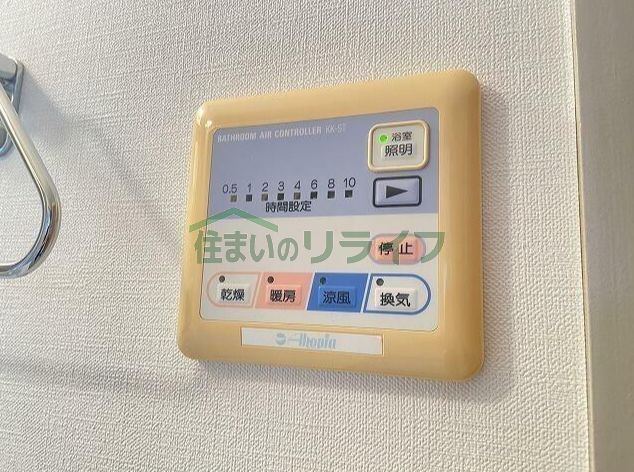 BATHROOM AIR CONTROLLER
浴室
照明
0.5 1 2 3 4 6 8 10
時間設定
住まいのリライフ
停止
乾燥 暖房 涼風 換気